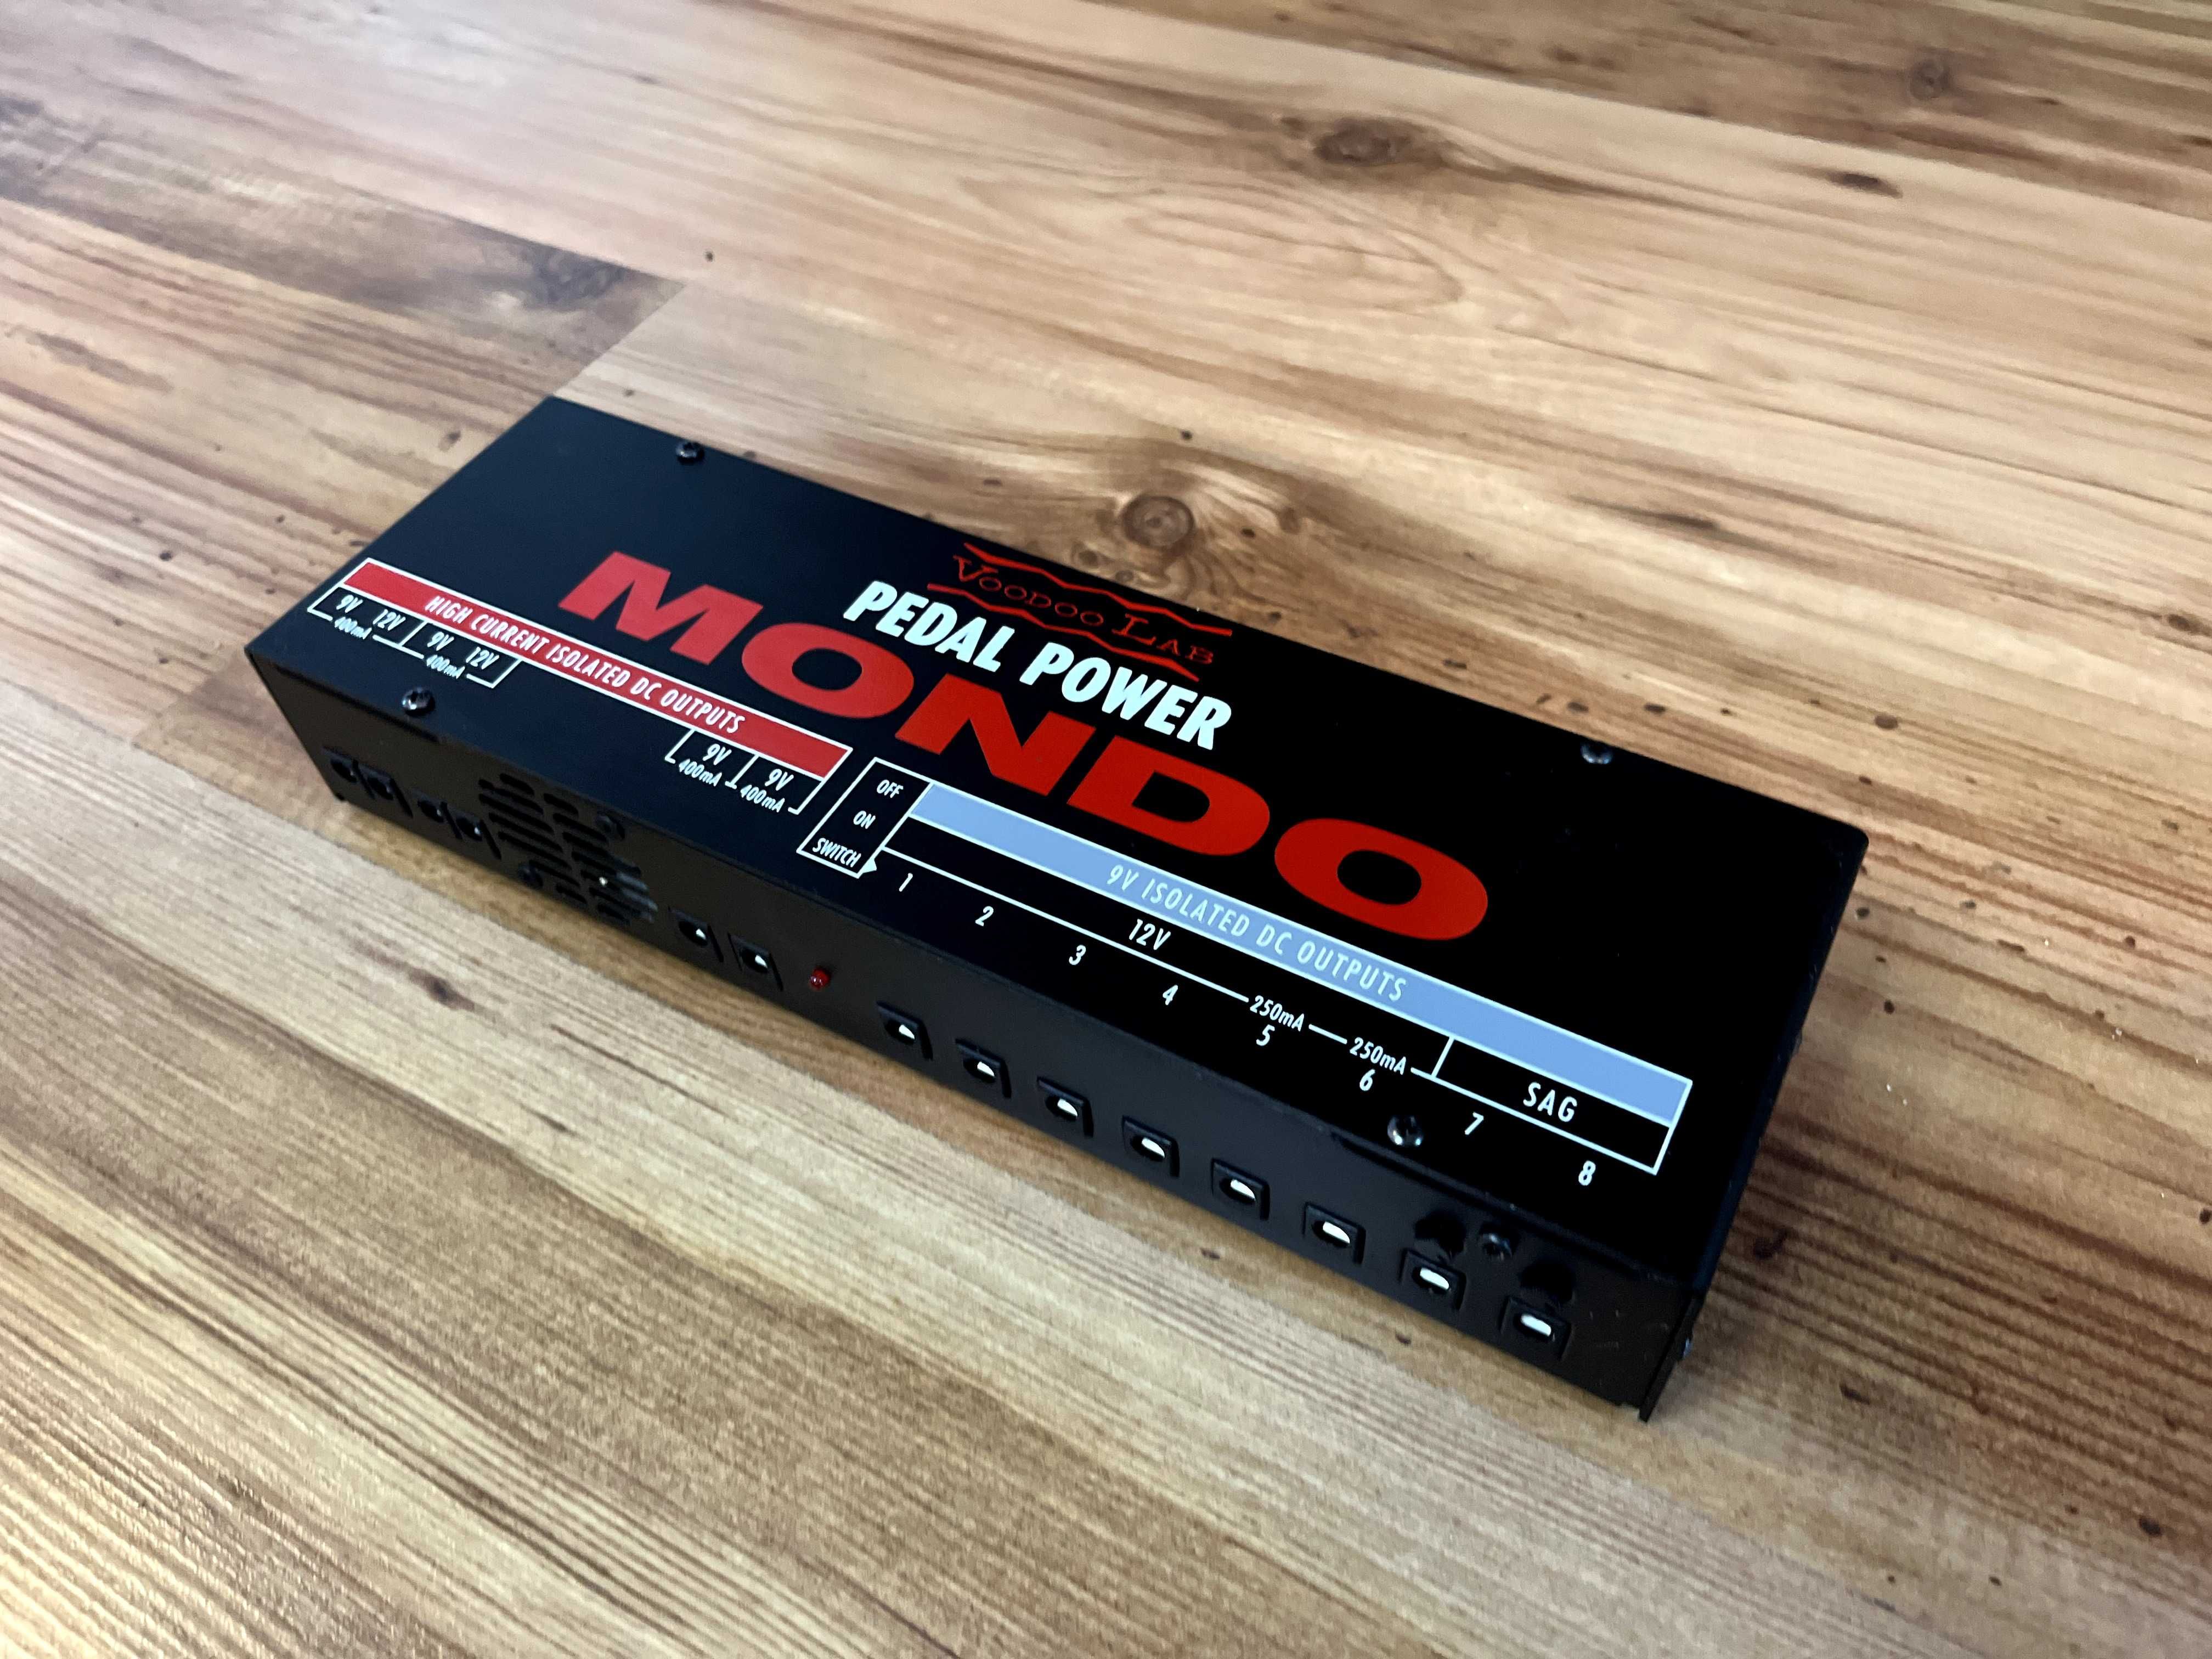 VOODOO LAB
PEDAL POWER
MONDO
HIGH CURRENT ISOLATED DC OUTPUTS
9V 12V 9V 12V
400mA 400mA
9V 9V
400mA 400mA
OFF
ON
SWITCH
9V ISOLATED DC OUTPUTS
12V
250mA 250mA
SAG
1 2 3 4 5 6 7 8